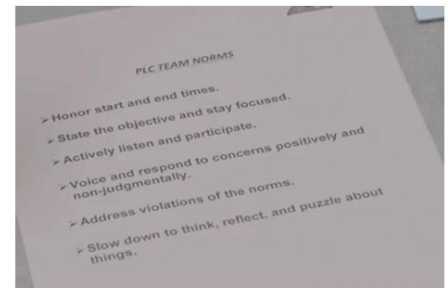 PLC TEAM NORMS
➢ Honor start and end times.
➢ State the objective and stay focused.
➢ Actively listen and participate.
➢ Voice and respond to concerns positively and
non-judgmentally.
➢ Address violations of the norms.
➢ Slow down to think, reflect, and puzzle about
things.